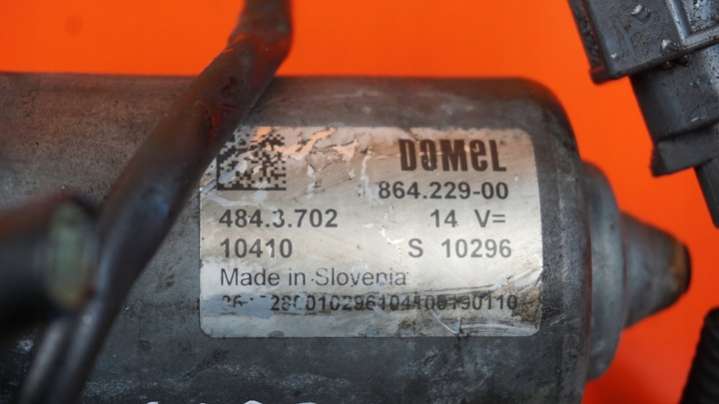 DOMEL
864.229-00
484.3.702 14 V=
10410 S 10296
Made in Slovenia